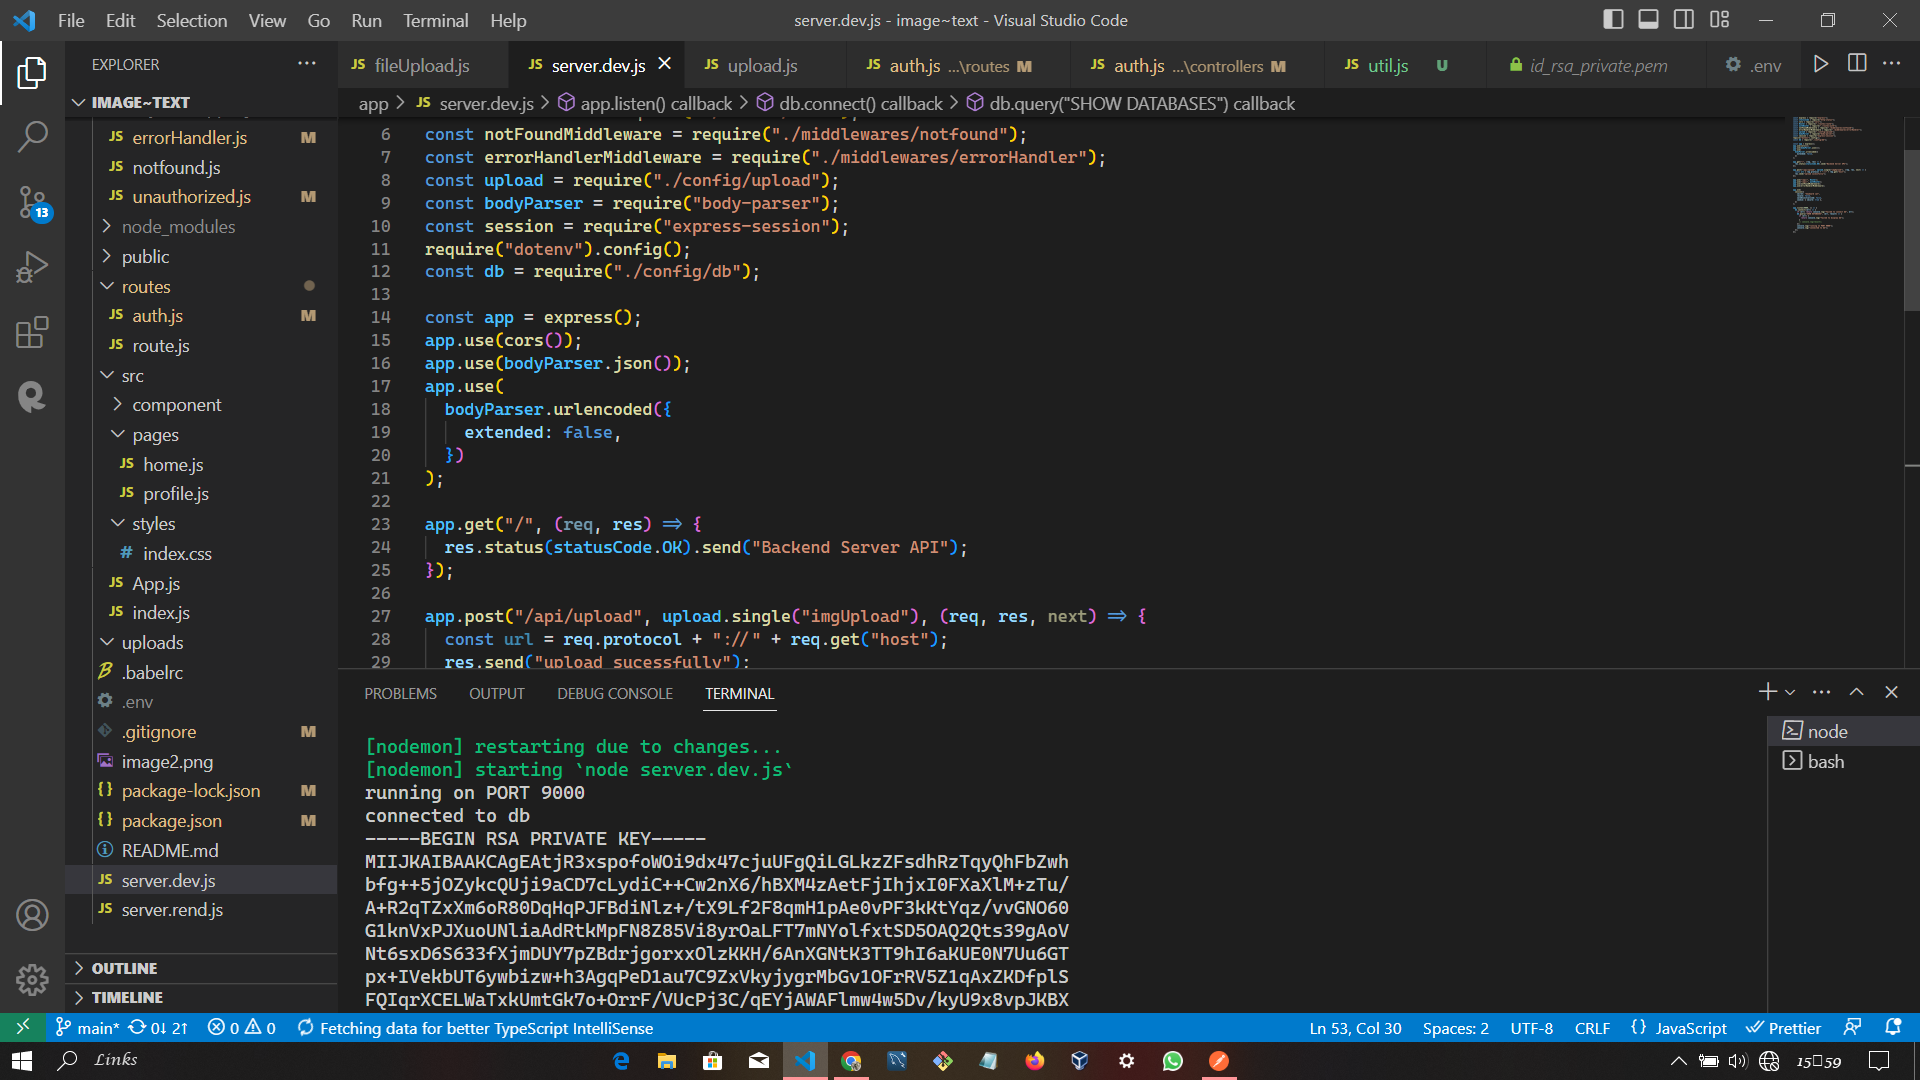 File Edit Selection View Go Run Terminal Help
server.dev.js - image~text - Visual Studio Code
EXPLORER
fileUpload.js
server.dev.js
upload.js
auth.js ...\routes M
auth.js ...\controllers M
util.js U
id_rsa_private.pem
.env
IMAGE~TEXT
app > JS server.dev.js > app.listen() callback > db.connect() callback > db.query("SHOW DATABASES") callback
JS errorHandler.js M
JS notfound.js
JS unauthorized.js M
node_modules
public
routes
JS auth.js M
JS route.js
src
component
pages
JS home.js
JS profile.js
styles
# index.css
JS App.js
JS index.js
uploads
.babelrc
.env
.gitignore M
image2.png
{} package-lock.json M
{} package.json M
README.md
JS server.dev.js
JS server.rend.js
OUTLINE
TIMELINE
13
6 const notFoundMiddleware = require("./middlewares/notfound");
7 const errorHandlerMiddleware = require("./middlewares/errorHandler");
8 const upload = require("./config/upload");
9 const bodyParser = require("body-parser");
10 const session = require("express-session");
11 require("dotenv").config();
12 const db = require("./config/db");
13
14 const app = express();
15 app.use(cors());
16 app.use(bodyParser.json());
17 app.use(
18 bodyParser.urlencoded({
19 extended: false,
20 })
21 );
22
23 app.get("/", (req, res) => {
24 res.status(statusCode.OK).send("Backend Server API");
25 });
26
27 app.post("/api/upload", upload.single("imgUpload"), (req, res, next) => {
28 const url = req.protocol + "://" + req.get("host");
29 res.send("upload sucessfully");
PROBLEMS OUTPUT DEBUG CONSOLE TERMINAL
node
bash
[nodemon] restarting due to changes...
[nodemon] starting `node server.dev.js`
running on PORT 9000
connected to db
-----BEGIN RSA PRIVATE KEY-----
MIIJKAIBAAKCAgEAtjR3xspofoWOi9dx47cjuUFgQiLGLkzZFsdhRzTqyQhFbZwh
bfg++5jOZykcQUji9aCD7cLydiC++Cw2nX6/hBXM4zAetFjIhjxI0FXaXlM+zTu/
A+R2qTZxXm6oR80DqHqPJFBdiNlz+/tX9Lf2F8qmH1pAe0vPF3kKtYqz/vvGNO60
G1knVxPJXuoUNliaAdRtkMpFN8Z85Vi8yrOaLFT7mNYolfxtSD5OAQ2Qts39gAoV
Nt6sxD6S633fXjmDUY7pZBdrjgorxxOlzKKH/6AnXGNtK3TT9hI6aKUE0N7Uu6GT
px+IVekbUT6ywbizw+h3AgqPeD1au7C9ZxVkyjygrMbGv1OFrRV5Z1qAxZKDfplS
FQIqrXCELWaTxkUmtGk7o+OrrF/VUcPj3C/qEYjAWAFlmw4w5Dv/kyU9x8vpJKBX
main* 0↓ 2↑ 0 0 Fetching data for better TypeScript IntelliSense
Ln 53, Col 30 Spaces: 2 UTF-8 CRLF {} JavaScript Prettier
Links
15 59